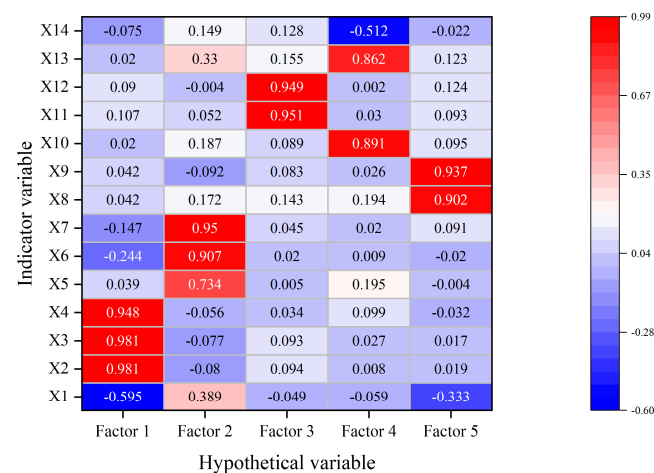 X14 -0.075 0.149 0.128 -0.512 -0.022
X13 0.02 0.33 0.155 0.862 0.123
X12 0.09 -0.004 0.949 0.002 0.124
X11 0.107 0.052 0.951 0.03 0.093
X10 0.02 0.187 0.089 0.891 0.095
X9 0.042 -0.092 0.083 0.026 0.937
X8 0.042 0.172 0.143 0.194 0.902
X7 -0.147 0.95 0.045 0.02 0.091
X6 -0.244 0.907 0.02 0.009 -0.02
X5 0.039 0.734 0.005 0.195 -0.004
X4 0.948 -0.056 0.034 0.099 -0.032
X3 0.981 -0.077 0.093 0.027 0.017
X2 0.981 -0.08 0.094 0.008 0.019
X1 -0.595 0.389 -0.049 -0.059 -0.333
Factor 1 Factor 2 Factor 3 Factor 4 Factor 5
Hypothetical variable
Indicator variable
0.99
0.67
0.35
0.04
-0.28
-0.60